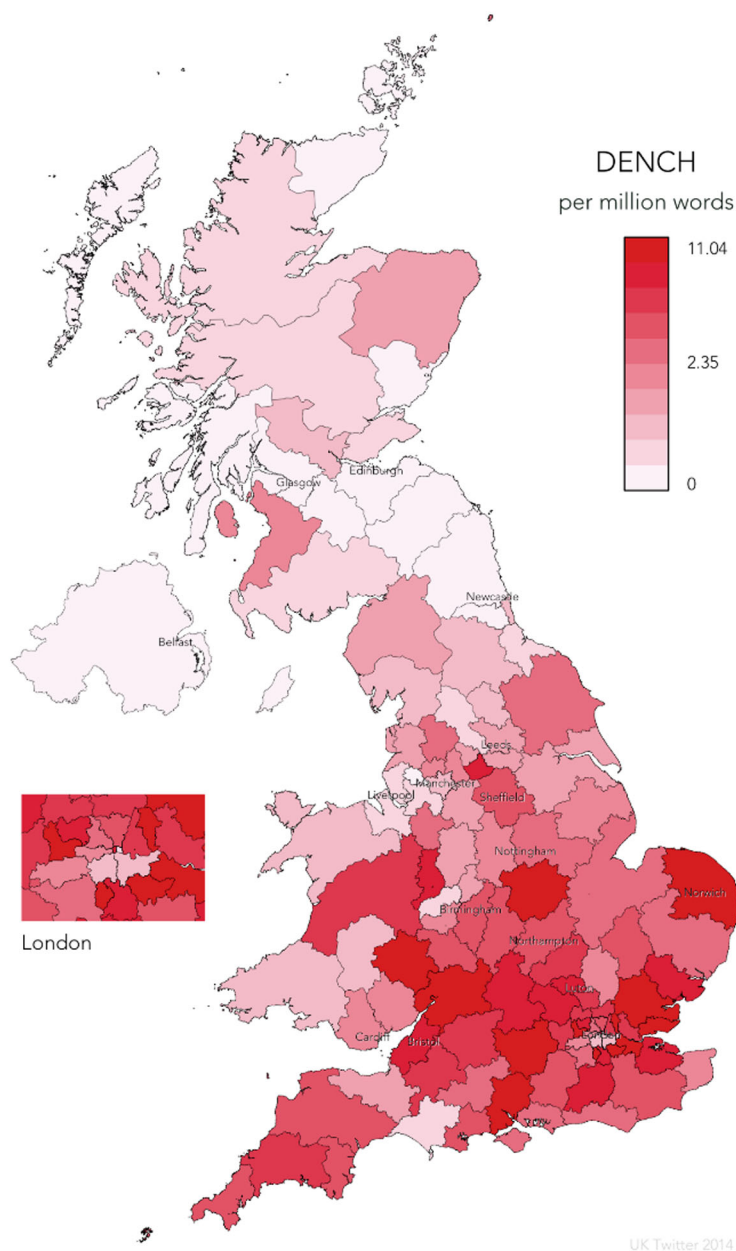 DENCH
per million words
11.04
2.35
0
Edinburgh
Glasgow
Newcastle
Belfast
Leeds
Manchester
Liverpool
Sheffield
Nottingham
Norwich
Birmingham
Northampton
Luton
London
Cardiff
Bristol
London
UK Twitter 2014